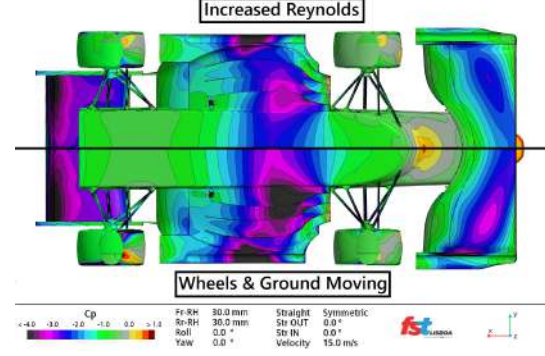 Increased Reynolds
Wheels & Ground Moving
Cp
< -4.0 -3.0 -2.0 -1.0 0.0 > 1.0
Fr-RH 30.0 mm Straight Symmetric
Rr-RH 30.0 mm Str OUT 0.0 °
Roll 0.0 ° Str IN 0.0 °
Yaw 0.0 ° Velocity 15.0 m/s
fst LISBOA
y
x z